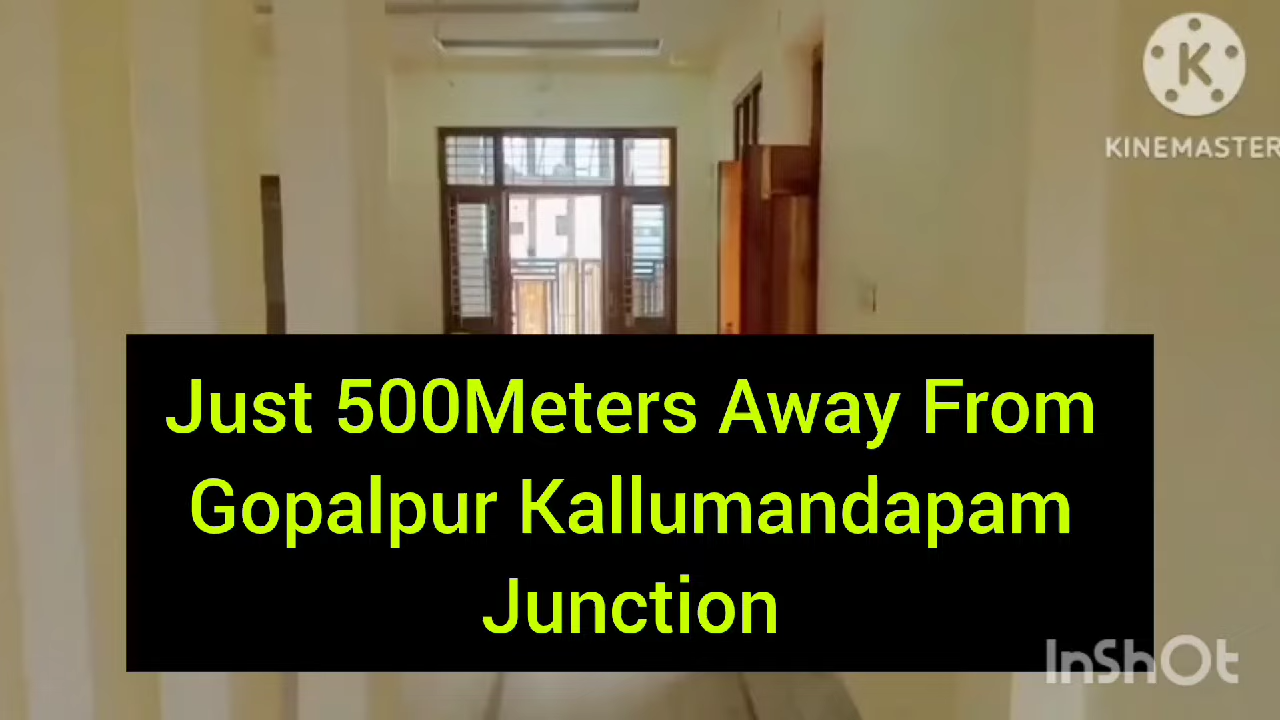 K
KINEMASTER
Just 500Meters Away From
Gopalpur Kallumandapam
Junction
InShOt